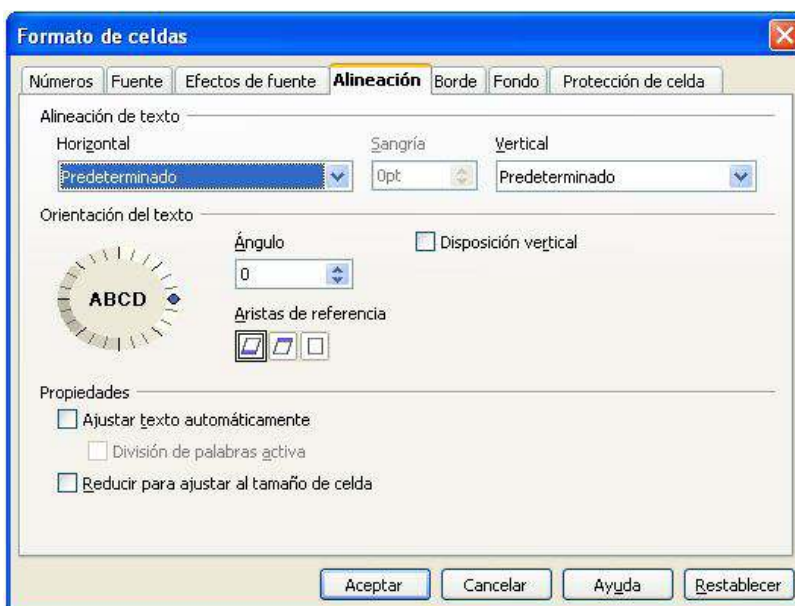 Formato de celdas
Números Fuente Efectos de fuente Alineación Borde Fondo Protección de celda
Alineación de texto
Horizontal Sangría Vertical
Predeterminado 0pt Predeterminado
Orientación del texto
Ángulo Disposición vertical
0
ABCD
Aristas de referencia
Propiedades
Ajustar texto automáticamente
División de palabras activa
Reducir para ajustar al tamaño de celda
Aceptar Cancelar Ayuda Restablecer